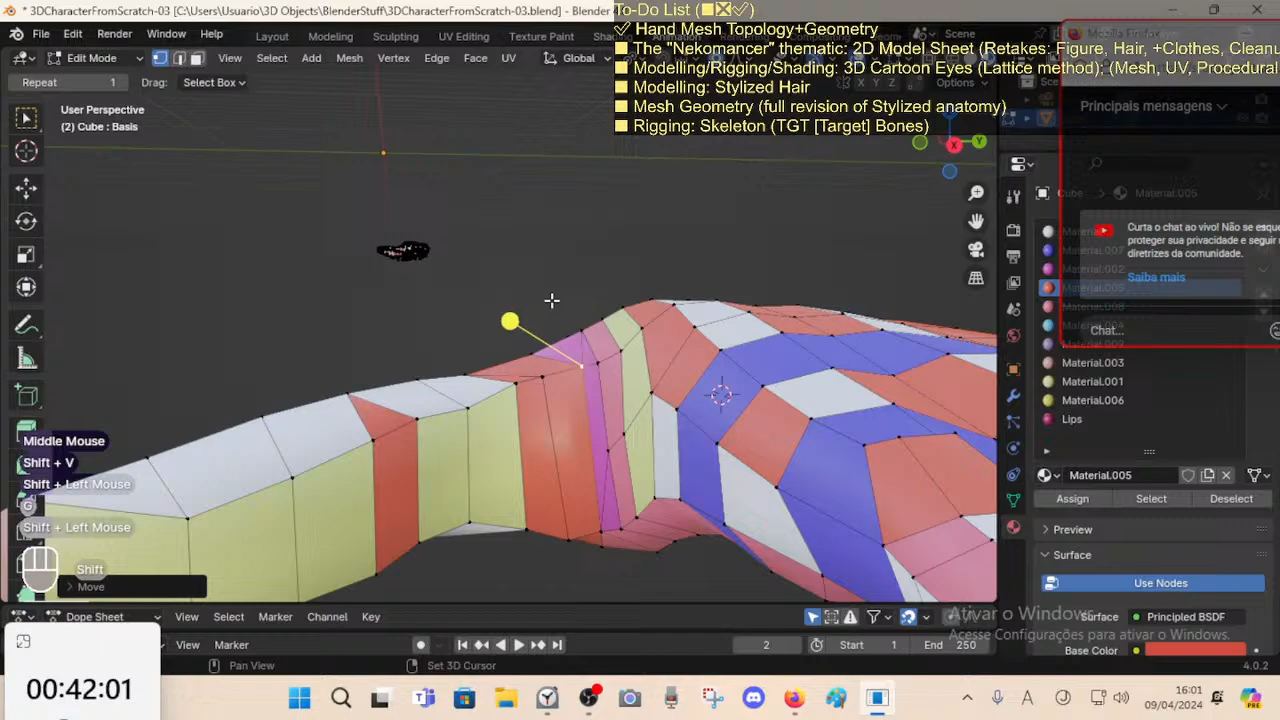 * 3DCharacterFromScratch-03 [C:\Users\Usuario\3D Objects\BlenderStuff\3DCharacterFromScratch-03.blend] - Blender
To-Do List (■☒✓)
✓ Hand Mesh Topology+Geometry
■ The "Nekomancer" thematic: 2D Model Sheet (Retakes: Figure, Hair, +Clothes, Clean
■ Modelling/Rigging/Shading: 3D Cartoon Eyes (Lattice method): (Mesh, UV, Procedural
■ Modelling: Stylized Hair
■ Mesh Geometry (full revision of Stylized anatomy)
■ Rigging: Skeleton (TGT [Target] Bones)
File Edit Render Window Help
Layout Modeling Sculpting UV Editing Texture Paint
Scene
Edit Mode View Select Add Mesh Vertex Edge Face UV Global
Repeat 1 Drag: Select Box
X Y Z Options
User Perspective
(2) Cube : Basis
X Y
Principais mensagens
Cube > Material.005
Curta o chat ao vivo! Não se esque
proteger sua privacidade e seguir
diretrizes da comunidade.
Saiba mais
Chat...
Material.003
Material.001
Material.006
Lips
Middle Mouse
Shift + V
Shift + Left Mouse
G
Shift + Left Mouse
Shift
> Move
Material.005
Assign Select Deselect
Preview
Surface
Use Nodes
Surface Principled BSDF
Base Color
Dope Sheet View Select Marker Channel Key
View Marker
2 Start 1 End 250
Ativar o Windows
Acesse Configurações para ativar o Windows.
Pan View Set 3D Cursor 4.0.2
00:42:01
16:01
09/04/2024
PRE